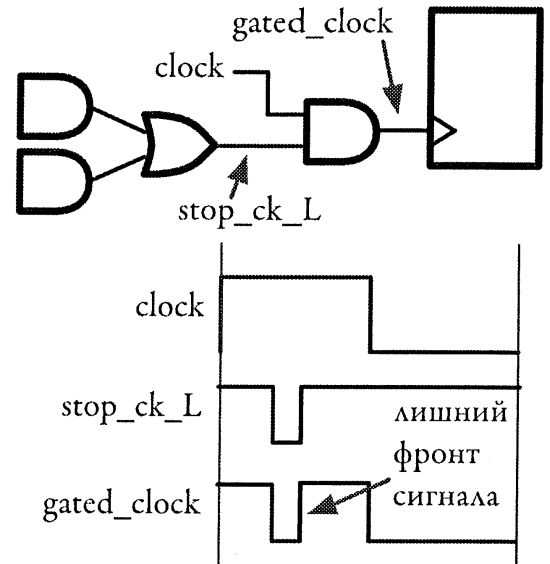 gated_clock
clock
stop_ck_L
clock
stop_ck_L
лишний
фронт
сигнала
gated_clock